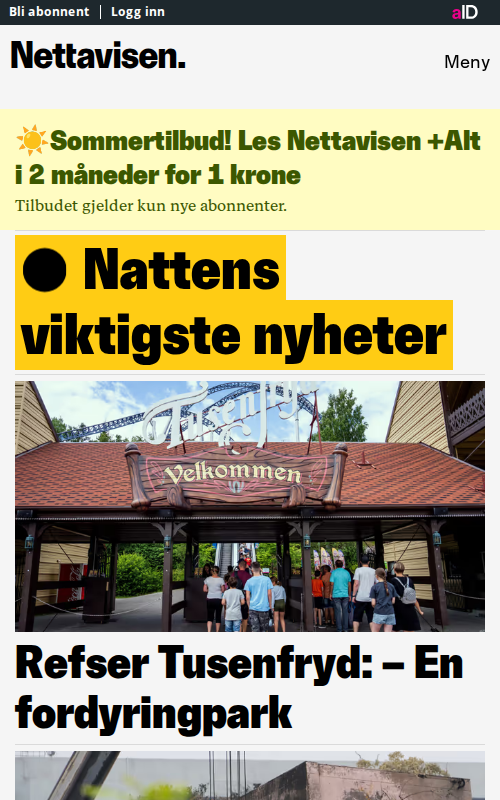 Bli abonnent | Logg inn
aID
Nettavisen.
Meny
☀️Sommertilbud! Les Nettavisen +Alt
i 2 måneder for 1 krone
Tilbudet gjelder kun nye abonnenter.
● Nattens
viktigste nyheter
TusenFryd
Velkommen
Refser Tusenfryd: – En
fordyringpark